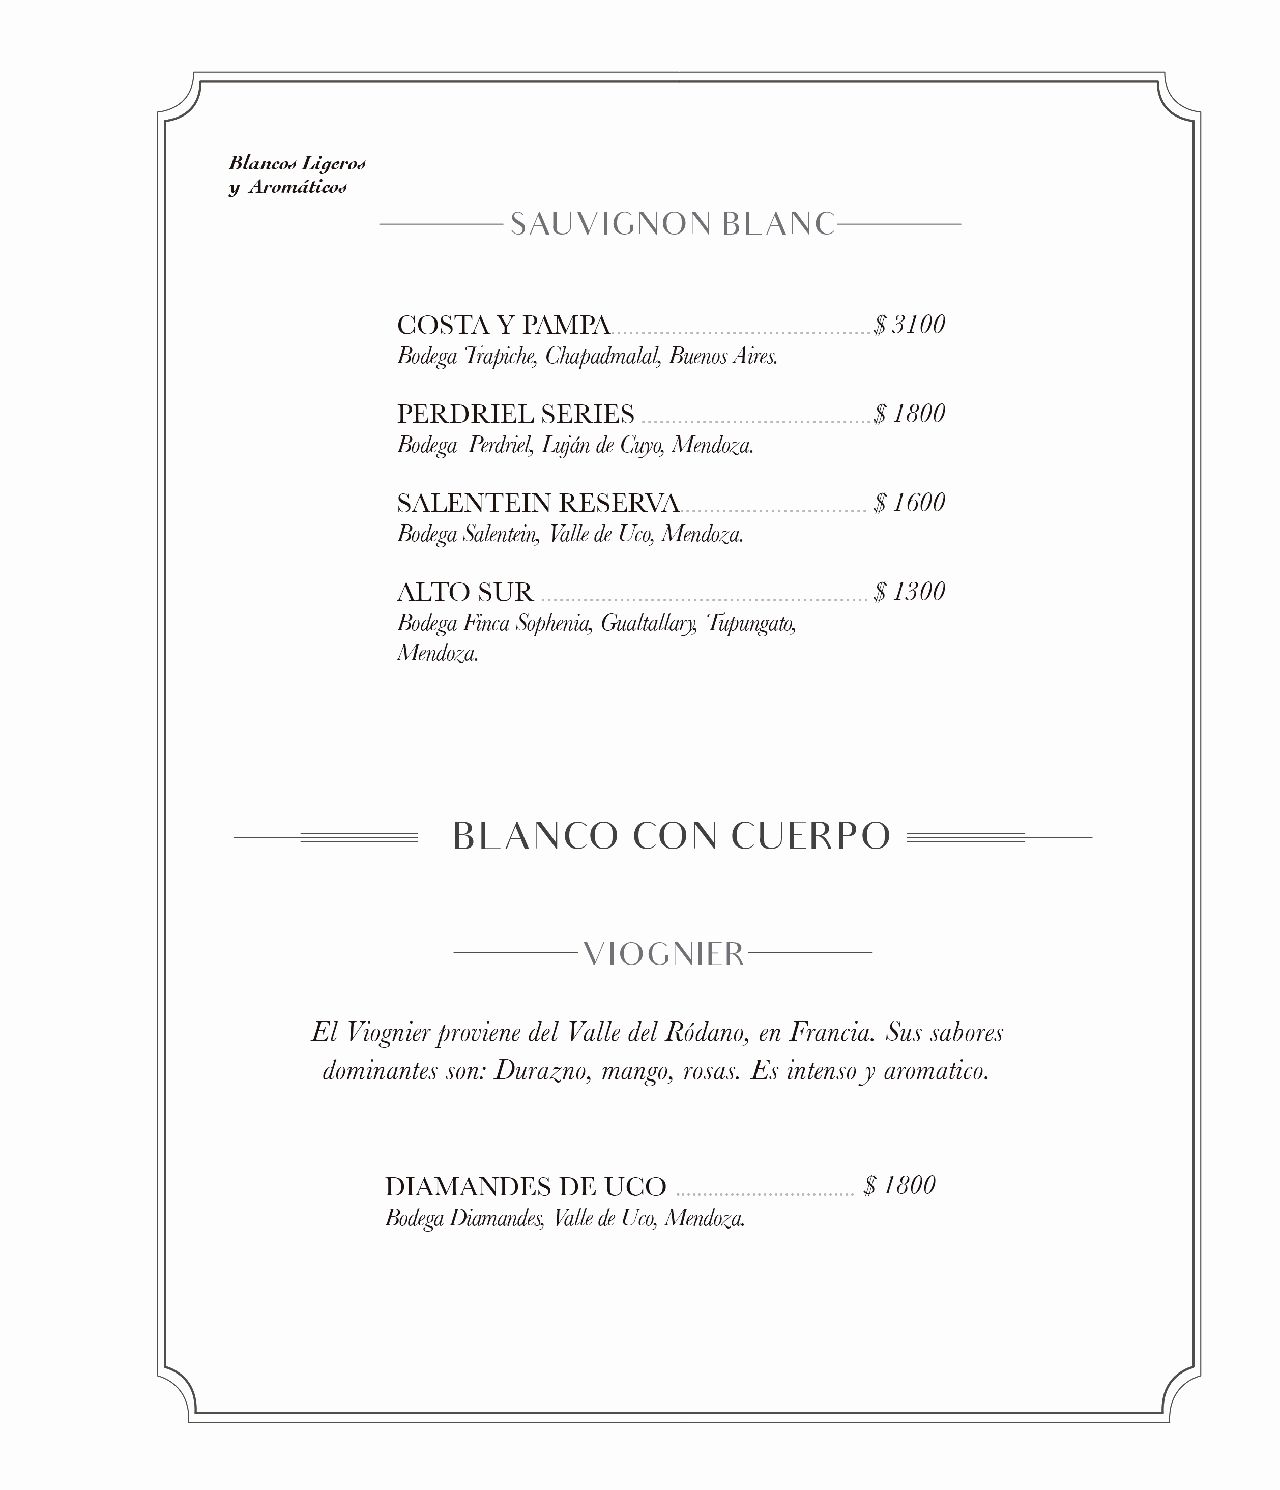 Blancos Ligeros
y Aromáticos
SAUVIGNON BLANC
COSTA Y PAMPA................................................$ 3100
Bodega Trapiche, Chapadmalal, Buenos Aires.
PERDRIEL SERIES ..........................................$ 1800
Bodega Perdriel, Luján de Cuyo, Mendoza.
SALENTEIN RESERVA.................................. $ 1600
Bodega Salentein, Valle de Uco, Mendoza.
ALTO SUR ............................................................ $ 1300
Bodega Finca Sophenia, Gualtallary, Tupungato,
Mendoza.
BLANCO CON CUERPO
VIOGNIER
El Viognier proviene del Valle del Ródano, en Francia. Sus sabores
dominantes son: Durazno, mango, rosas. Es intenso y aromatico.
DIAMANDES DE UCO ................................. $ 1800
Bodega Diamandes, Valle de Uco, Mendoza.